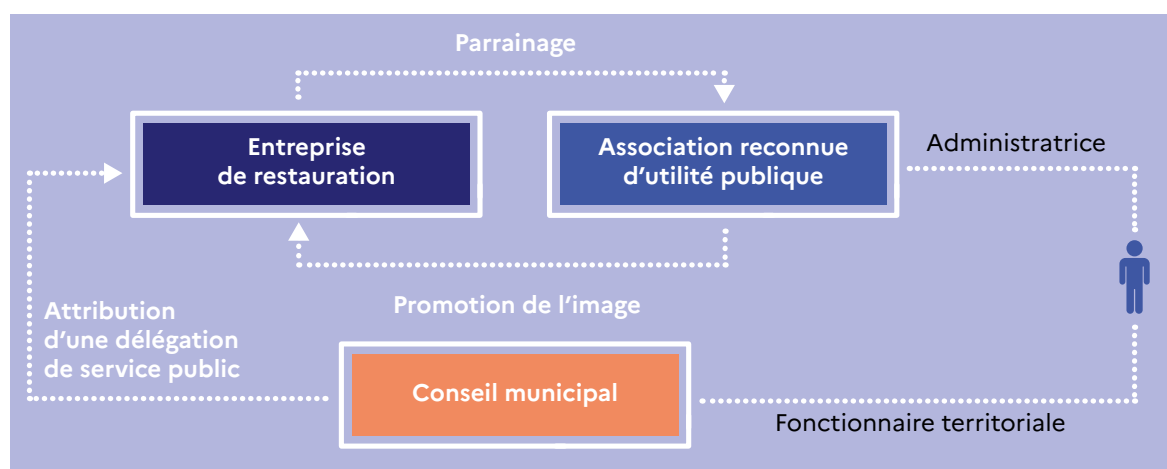 Parrainage
Entreprise
de restauration
Association reconnue
d’utilité publique
Administratrice
Promotion de l’image
Attribution
d’une délégation
de service public
Conseil municipal
Fonctionnaire territoriale